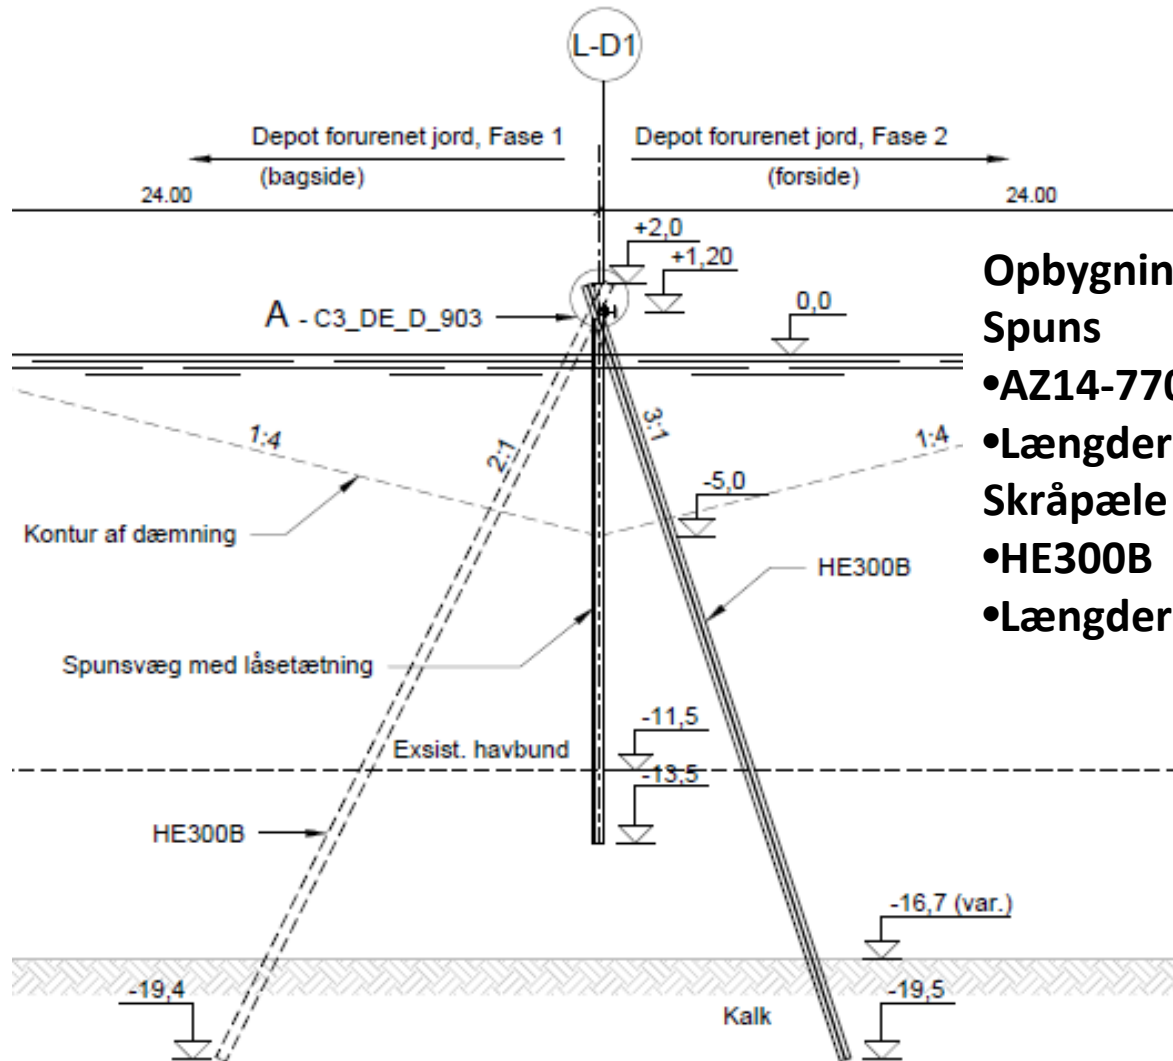 L-D1
Depot forurenet jord, Fase 1
(bagside)
Depot forurenet jord, Fase 2
(forside)
24.00
24.00
+2,0
+1,20
0,0
A - C3_DE_D_903
1:4
2:1
3:1
1:4
-5,0
Kontur af dæmning
HE300B
Spunsvæg med låsetætning
-11,5
Exsist. havbund
-13,5
HE300B
-16,7 (var.)
-19,4
Kalk
-19,5
Opbygnin
Spuns
•AZ14-770
•Længder
Skråpæle
•HE300B
•Længder